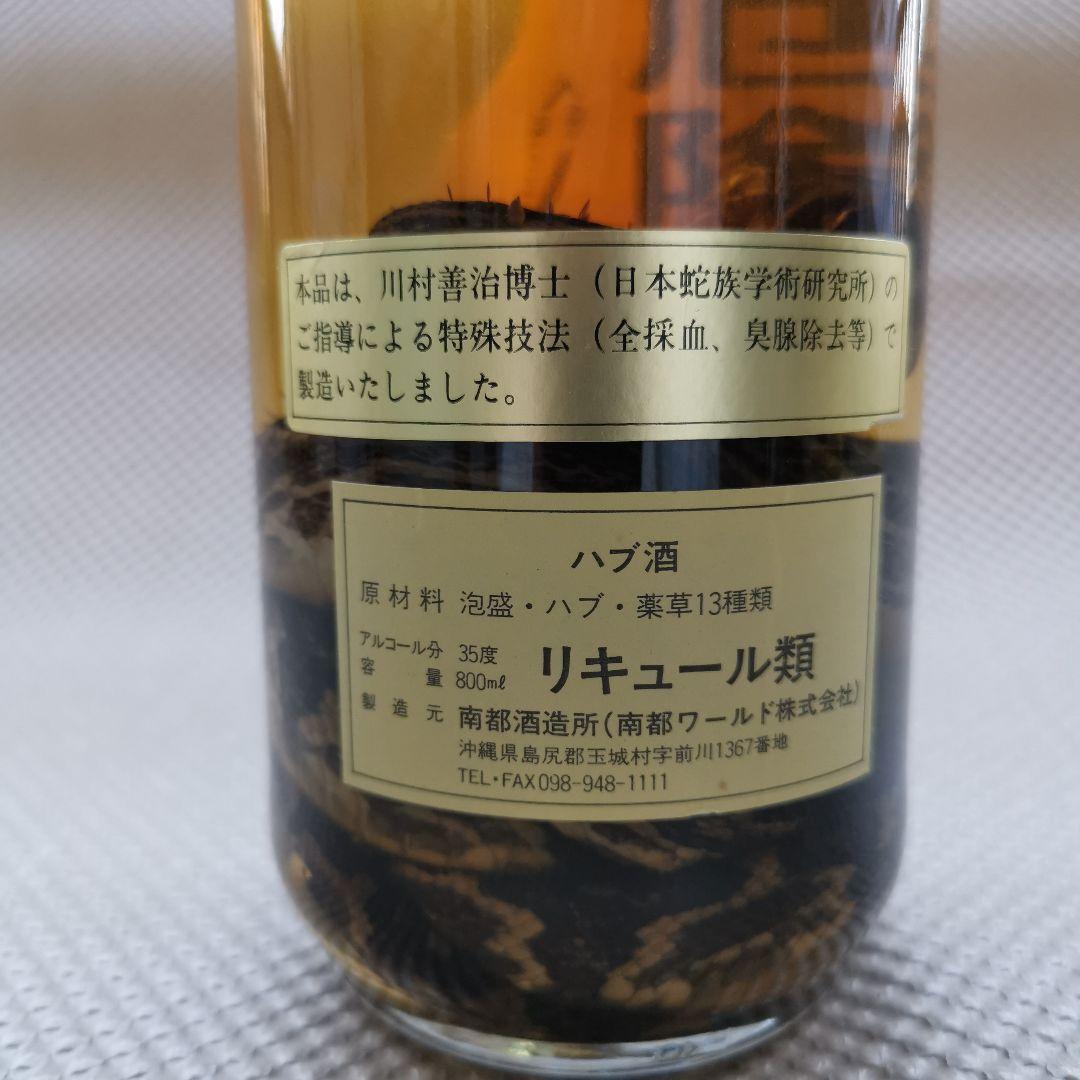 本品は、川村善治博士（日本蛇族学術研究所）の
ご指導による特殊技法（全採血、臭腺除去等）で
製造いたしました。
ハブ酒
原材料 泡盛・ハブ・薬草13種類
アルコール分 35度
容量 800mℓ
リキュール類
製造元 南都酒造所（南都ワールド株式会社）
沖縄県島尻郡玉城村字前川1367番地
TEL・FAX098-948-1111